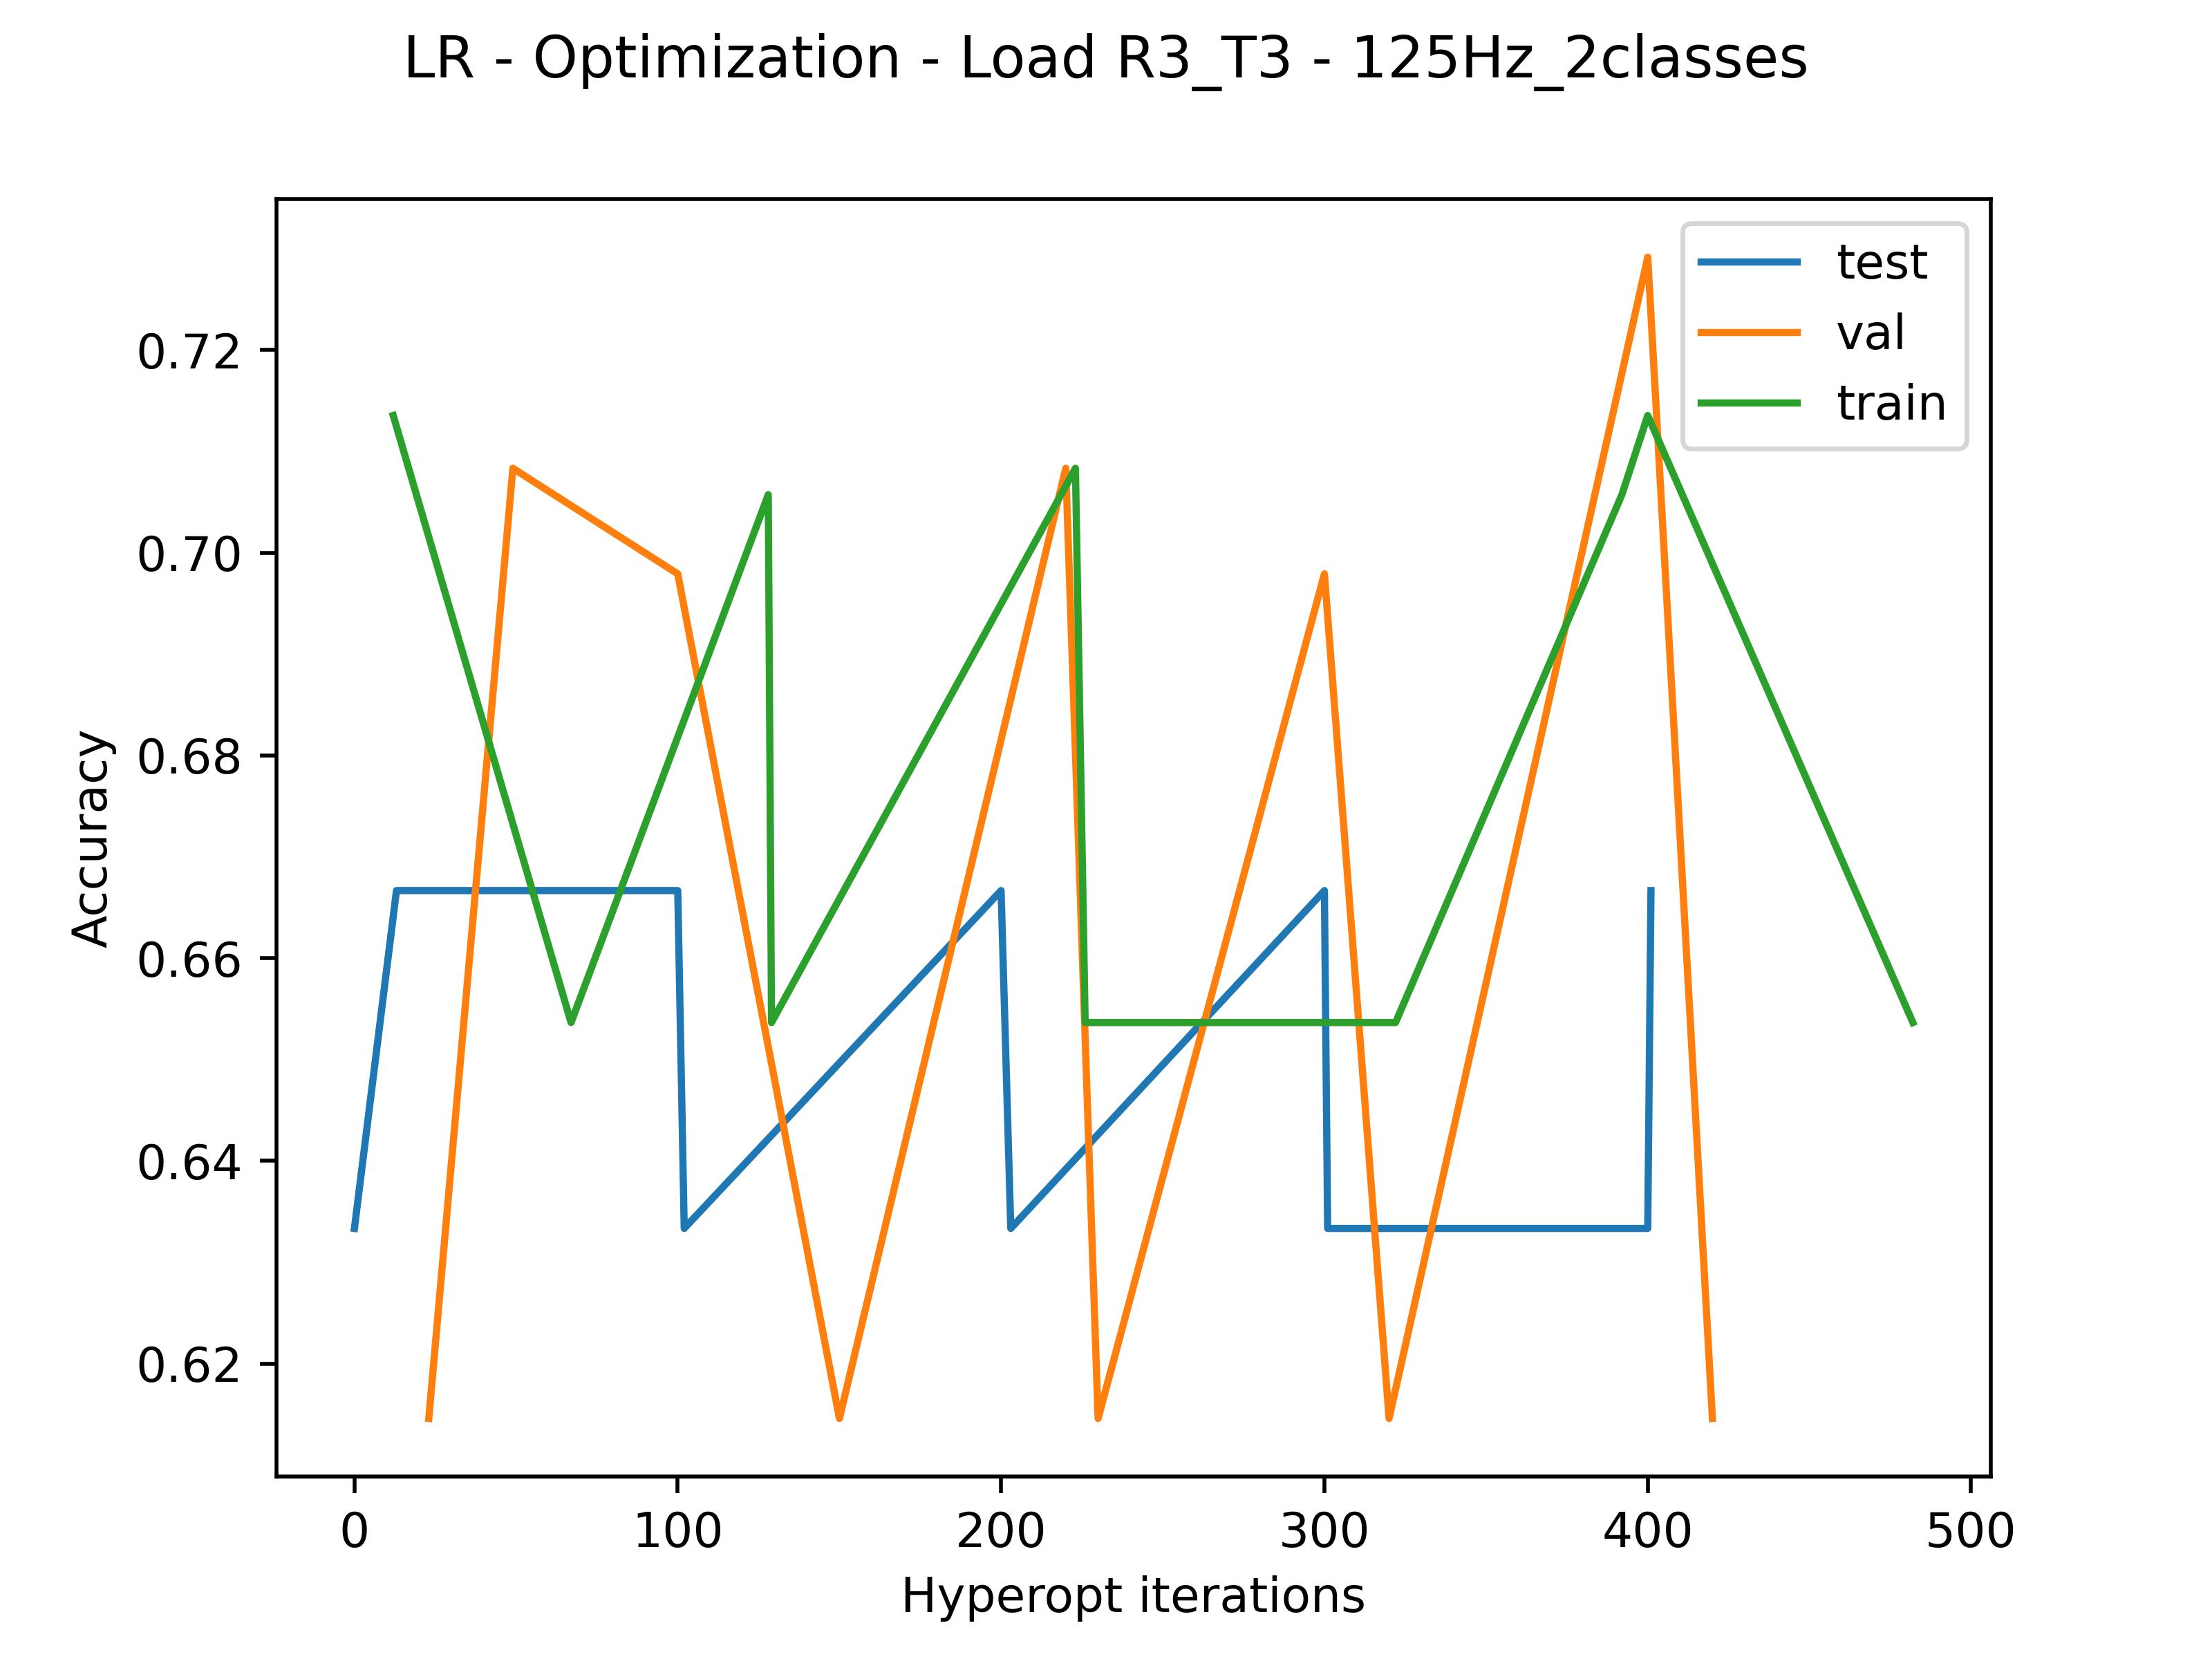 LR - Optimization - Load R3_T3 - 125Hz_2classes
test
val
train
0.72
0.70
0.68
0.66
0.64
0.62
Accuracy
0 100 200 300 400 500
Hyperopt iterations